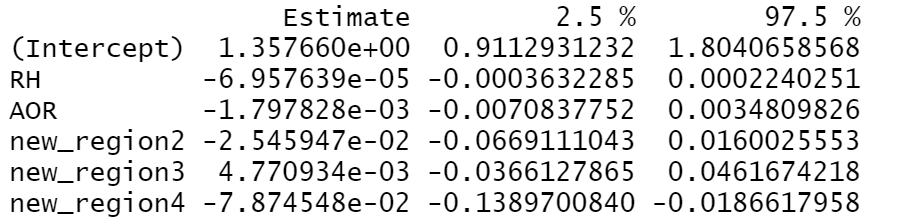 Estimate 2.5 % 97.5 %
(Intercept) 1.357660e+00 0.9112931232 1.8040658568
RH -6.957639e-05 -0.0003632285 0.0002240251
AOR -1.797828e-03 -0.0070837752 0.0034809826
new_region2 -2.545947e-02 -0.0669111043 0.0160025553
new_region3 4.770934e-03 -0.0366127865 0.0461674218
new_region4 -7.874548e-02 -0.1389700840 -0.0186617958